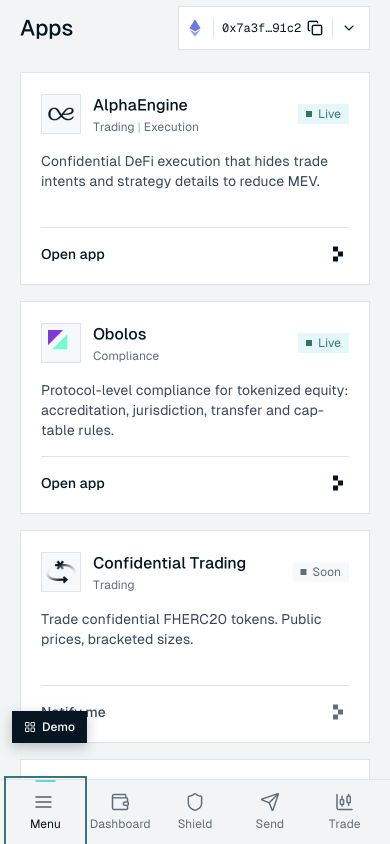 Apps
0x7a3f…91c2
AlphaEngine
Live
Trading | Execution
Confidential DeFi execution that hides trade
intents and strategy details to reduce MEV.
Open app
Obolos
Live
Compliance
Protocol-level compliance for tokenized equity:
accreditation, jurisdiction, transfer and cap-
table rules.
Open app
Confidential Trading
Soon
Trading
Trade confidential FHERC20 tokens. Public
prices, bracketed sizes.
Notify me
Demo
Menu
Dashboard
Shield
Send
Trade